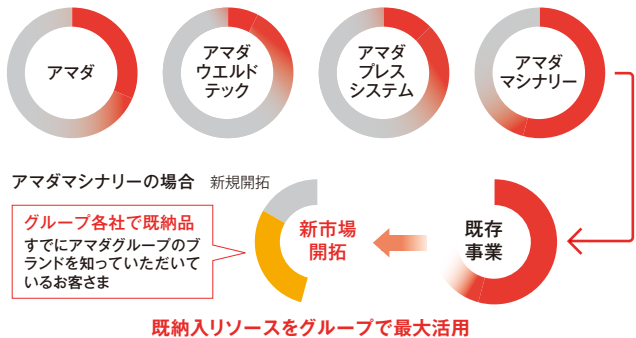 アマダ
アマダ
ウエルド
テック
アマダ
プレス
システム
アマダ
マシナリー
アマダマシナリーの場合 新規開拓
グループ各社で既納品
すでにアマダグループのブ
ランドを知っていただいて
いるお客さま
新市場
開拓
既存
事業
既納入リソースをグループで最大活用